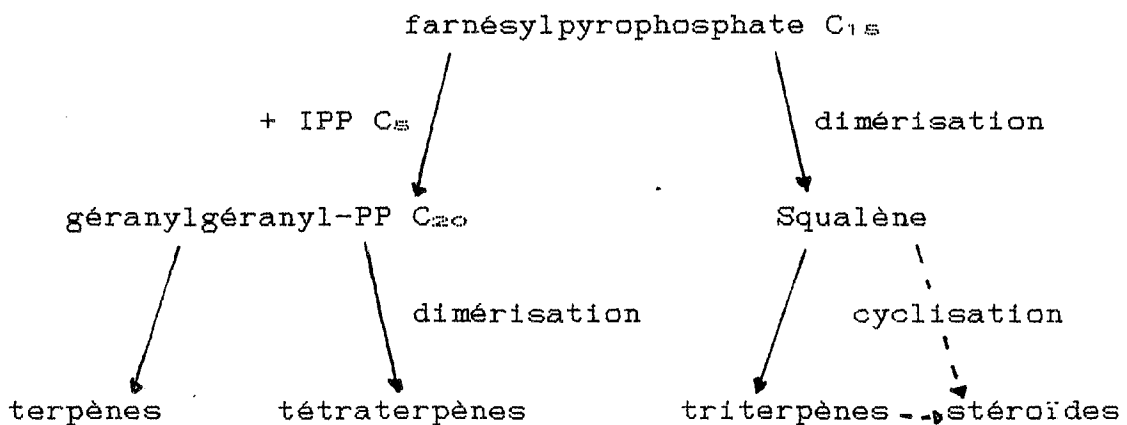 farnésylpyrophosphate C₁₅
+ IPP C₅ dimérisation
géranylgéranyl-PP C₂₀ Squalène
dimérisation cyclisation
terpènes tétraterpènes triterpènes stéroïdes